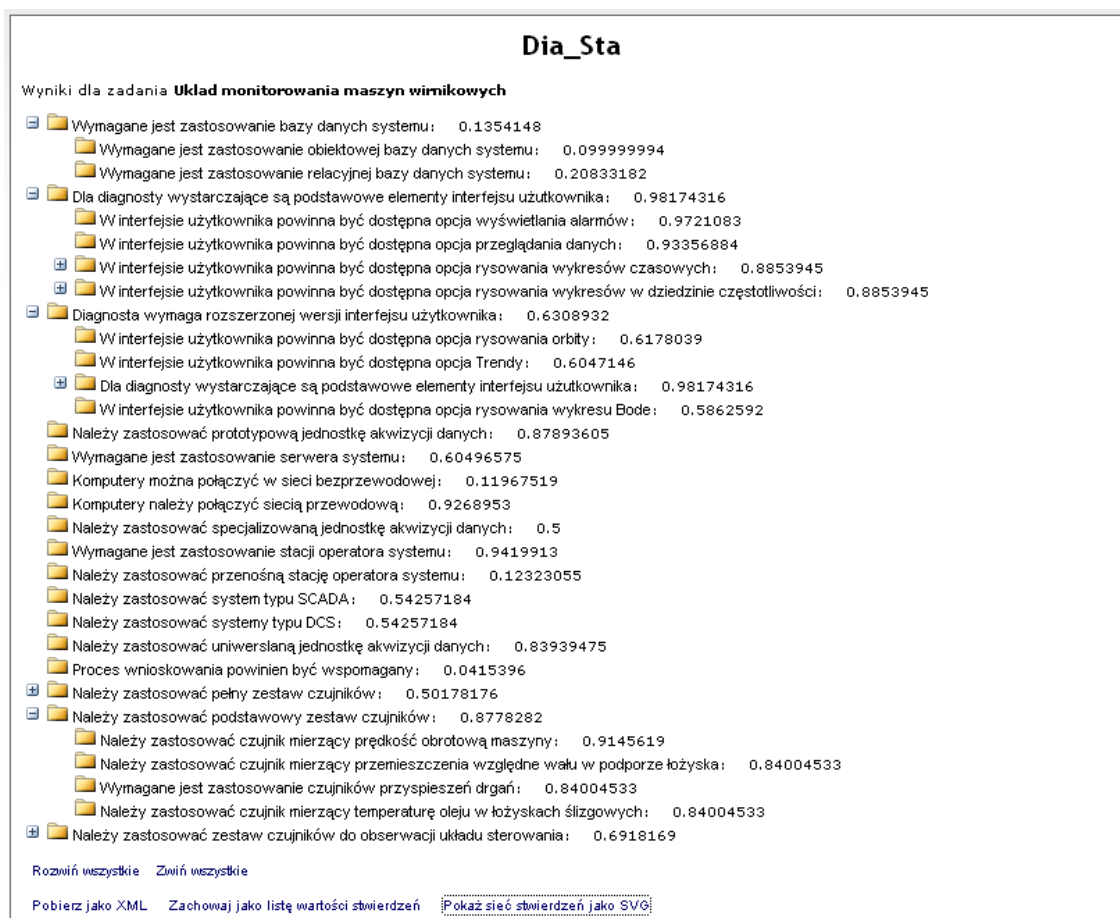 Dia_Sta
Wyniki dla zadania Uklad monitorowania maszyn wirnikowych
Wymagane jest zastosowanie bazy danych systemu: 0.1354148
Wymagane jest zastosowanie obiektowej bazy danych systemu: 0.099999994
Wymagane jest zastosowanie relacyjnej bazy danych systemu: 0.20833182
Dla diagnosty wystarczające są podstawowe elementy interfejsu użutkownika: 0.98174316
W interfejsie użytkownika powinna być dostępna opcja wyświetlania alarmów: 0.9721083
W interfejsie użytkownika powinna być dostępna opcja przeglądania danych: 0.93356884
W interfejsie użytkownika powinna być dostępna opcja rysowania wykresów czasowych: 0.8853945
W interfejsie użytkownika powinna być dostępna opcja rysowania wykresów w dziedzinie częstotliwości: 0.8853945
Diagnosta wymaga rozszerzonej wersji interfejsu użytkownika: 0.6308932
W interfejsie użytkownika powinna być dostępna opcja rysowania orbity: 0.6178039
W interfejsie użytkownika powinna być dostępna opcja Trendy: 0.6047146
Dla diagnosty wystarczające są podstawowe elementy interfejsu użutkownika: 0.98174316
W interfejsie użytkownika powinna być dostępna opcja rysowania wykresu Bode: 0.5862592
Należy zastosować prototypową jednostkę akwizycji danych: 0.87893605
Wymagane jest zastosowanie serwera systemu: 0.60496575
Komputery można połączyć w sieci bezprzewodowej: 0.11967519
Komputery należy połączyć siecią przewodową: 0.9268953
Należy zastosować specjalizowaną jednostkę akwizycji danych: 0.5
Wymagane jest zastosowanie stacji operatora systemu: 0.9419913
Należy zastosować przenośną stację operatora systemu: 0.12323055
Należy zastosować system typu SCADA: 0.54257184
Należy zastosować systemy typu DCS: 0.54257184
Należy zastosować uniwerslaną jednostkę akwizycji danych: 0.83939475
Proces wnioskowania powinien być wspomagany: 0.0415396
Należy zastosować pełny zestaw czujników: 0.50178176
Należy zastosować podstawowy zestaw czujników: 0.8778282
Należy zastosować czujnik mierzący prędkość obrotową maszyny: 0.9145619
Należy zastosować czujnik mierzący przemieszczenia względne wału w podporze łożyska: 0.84004533
Wymagane jest zastosowanie czujników przyspieszeń drgań: 0.84004533
Należy zastosować czujnik mierzący temperaturę oleju w łożyskach ślizgowych: 0.84004533
Należy zastosować zestaw czujników do obserwacji układu sterowania: 0.6918169
Rozwiń wszystkie Zwiń wszystkie
Pobierz jako XML Zachowaj jako listę wartości stwierdzeń Pokaż sieć stwierdzeń jako SVG